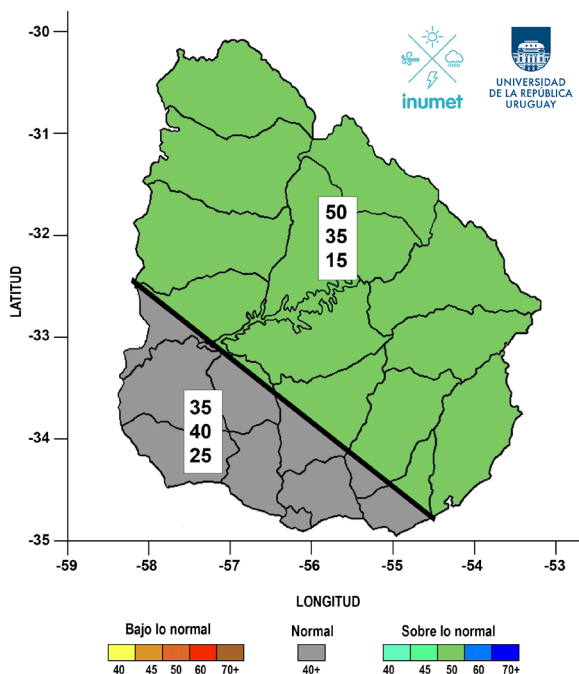 -30
-31
-32
-33
-34
-35
LATITUD
inumet
UNIVERSIDAD
DE LA REPÚBLICA
URUGUAY
50
35
15
35
40
25
-59 -58 -57 -56 -55 -54 -53
LONGITUD
Bajo lo normal Normal Sobre lo normal
40 45 50 60 70+ 40+ 40 45 50 60 70+